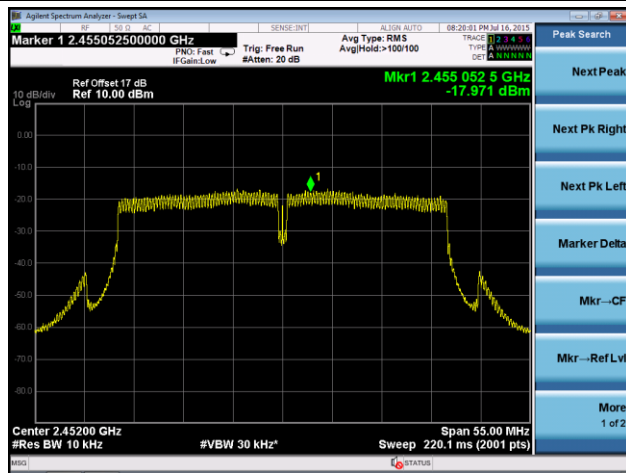 Agilent Spectrum Analyzer - Swept SA
RF 50 Ω AC SENSE:INT ALIGN AUTO 08:20:01 PM Jul 16, 2015
Marker 1 2.455052500000 GHz
PNO: Fast
IFGain:Low
Trig: Free Run
#Atten: 20 dB
Avg Type: RMS
Avg|Hold:>100/100
TRACE 1 2 3 4 5 6
TYPE A WWWWW
DET A N N N N N
Peak Search
Mkr1 2.455 052 5 GHz
-17.971 dBm
Ref Offset 17 dB
10 dB/div Ref 10.00 dBm
Log
0.00
-10.0
-20.0
-30.0
-40.0
-50.0
-60.0
-70.0
-80.0
1
Next Peak
Next Pk Right
Next Pk Left
Marker Delta
Mkr→CF
Mkr→Ref Lvl
More
1 of 2
Center 2.45200 GHz Span 55.00 MHz
#Res BW 10 kHz #VBW 30 kHz* Sweep 220.1 ms (2001 pts)
MSG STATUS